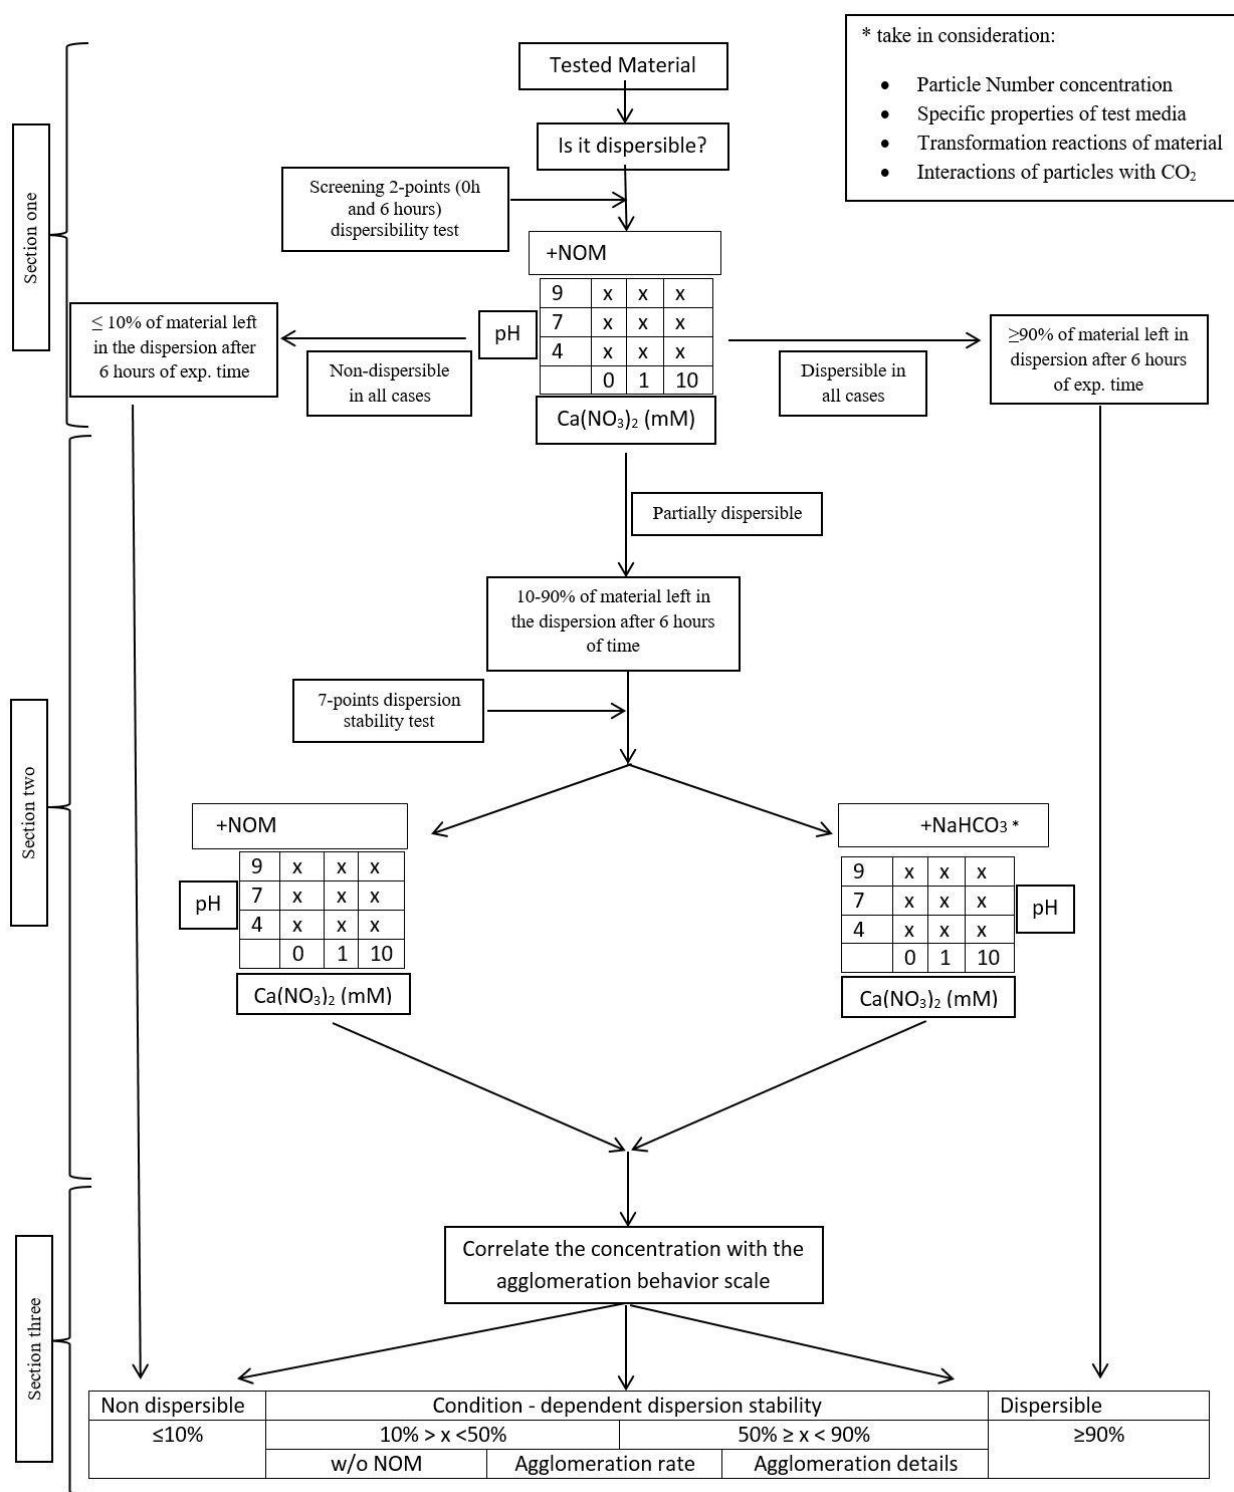 * take in consideration:
• Particle Number concentration
• Specific properties of test media
• Transformation reactions of material
• Interactions of particles with CO₂
Section one
Tested Material
Is it dispersible?
Screening 2-points (0h
and 6 hours)
dispersibility test
+NOM
pH
9 x x x
7 x x x
4 x x x
0 1 10
Ca(NO₃)₂ (mM)
≤ 10% of material left
in the dispersion after
6 hours of exp. time
Non-dispersible
in all cases
Dispersible in
all cases
≥90% of material left in
dispersion after 6 hours
of exp. time
Section two
Partially dispersible
10-90% of material left in
the dispersion after 6 hours
of time
7-points dispersion
stability test
+NOM
pH
9 x x x
7 x x x
4 x x x
0 1 10
Ca(NO₃)₂ (mM)
+NaHCO₃ *
9 x x x
7 x x x
4 x x x
0 1 10
pH
Ca(NO₃)₂ (mM)
Section three
Correlate the concentration with the
agglomeration behavior scale
Non dispersible Condition - dependent dispersion stability Dispersible
≤10% 10% > x <50% 50% ≥ x < 90% ≥90%
w/o NOM Agglomeration rate Agglomeration details